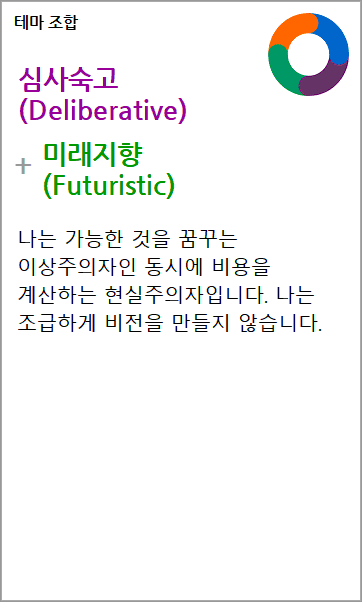 테마 조합
심사숙고
(Deliberative)
+ 미래지향
(Futuristic)
나는 가능한 것을 꿈꾸는
이상주의자인 동시에 비용을
계산하는 현실주의자입니다. 나는
조급하게 비전을 만들지 않습니다.